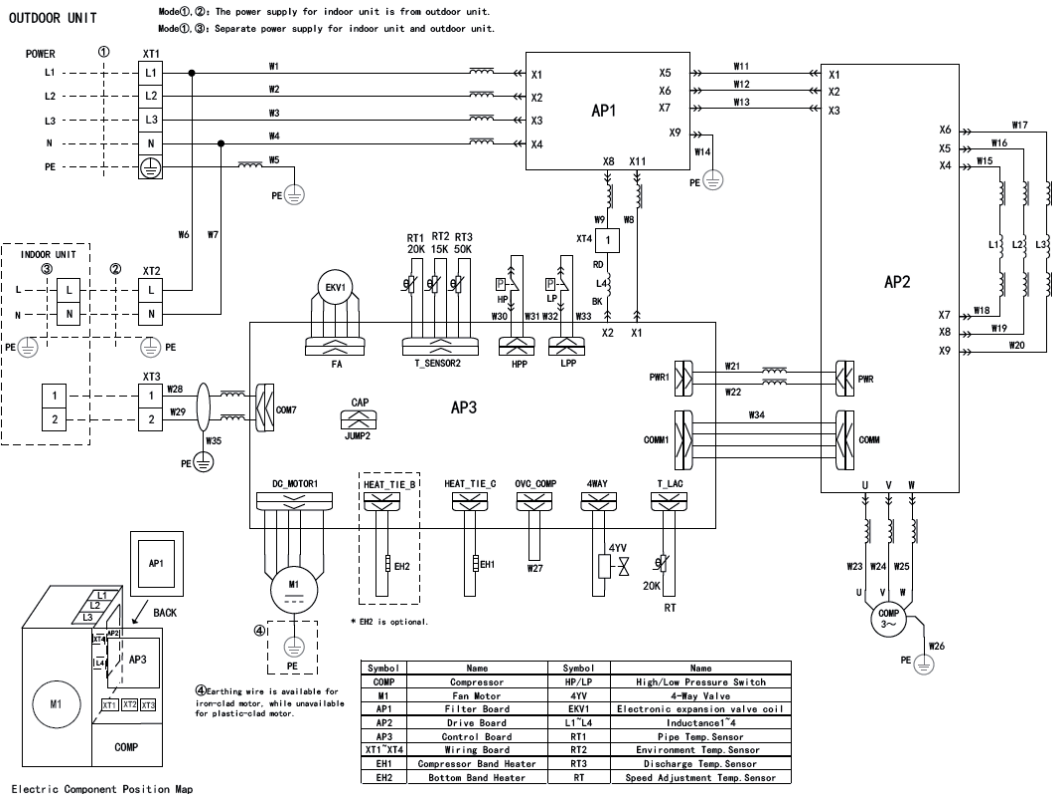 OUTDOOR UNIT
Mode①,②: The power supply for indoor unit is from outdoor unit.
Mode①,③: Separate power supply for indoor unit and outdoor unit.
POWER ① XT1
L1 L1 W1 X1
L2 L2 W2 X2
L3 L3 W3 X3
N N W4 X4
PE W5
PE
AP1
X5 W11 X1
X6 W12 X2
X7 W13 X3
X9 W14
PE
X8 X11
W9 W8
XT4 1
RD
L4
BK
X2 X1
AP2
X6 W17
X5 W16
X4 W15
L1 L2 L3
X7 W18
X8 W19
X9 W20
W6 W7
INDOOR UNIT
③ ② XT2
L L L
N N N
PE PE
EKV1
FA
RT1 RT2 RT3
20K 15K 50K
T_SENSOR2
P HP
W30 W31
HPP
P LP
W32 W33
LPP
XT3
1 1 W28
2 2 W29
COM7
W35
PE
CAP
JUMP2
AP3
PWR1 W21 PWR
W22
COMM1 W34 COMM
DC_MOTOR1 HEAT_TIE_B HEAT_TIE_C OVC_COMP 4WAY T_LAC
M1
EH2
EH1
W27
4YV
20K
RT
④
PE
* EH2 is optional.
U V W
W23 W24 W25
U V W
COMP
3~
W26
PE
AP1
BACK
L1
L2
L3
XT4 AP2
L4 AP3
M1
XT1 XT2 XT3
COMP
Electric Component Position Map
④Earthing wire is available for
iron-clad motor, while unavailable
for plastic-clad motor.
Symbol Name Symbol Name
COMP Compressor HP/LP High/Low Pressure Switch
M1 Fan Motor 4YV 4-Way Valve
AP1 Filter Board EKV1 Electronic expansion valve coil
AP2 Drive Board L1~L4 Inductance1~4
AP3 Control Board RT1 Pipe Temp.Sensor
XT1~XT4 Wiring Board RT2 Environment Temp.Sensor
EH1 Compressor Band Heater RT3 Discharge Temp.Sensor
EH2 Bottom Band Heater RT Speed Adjustment Temp.Sensor